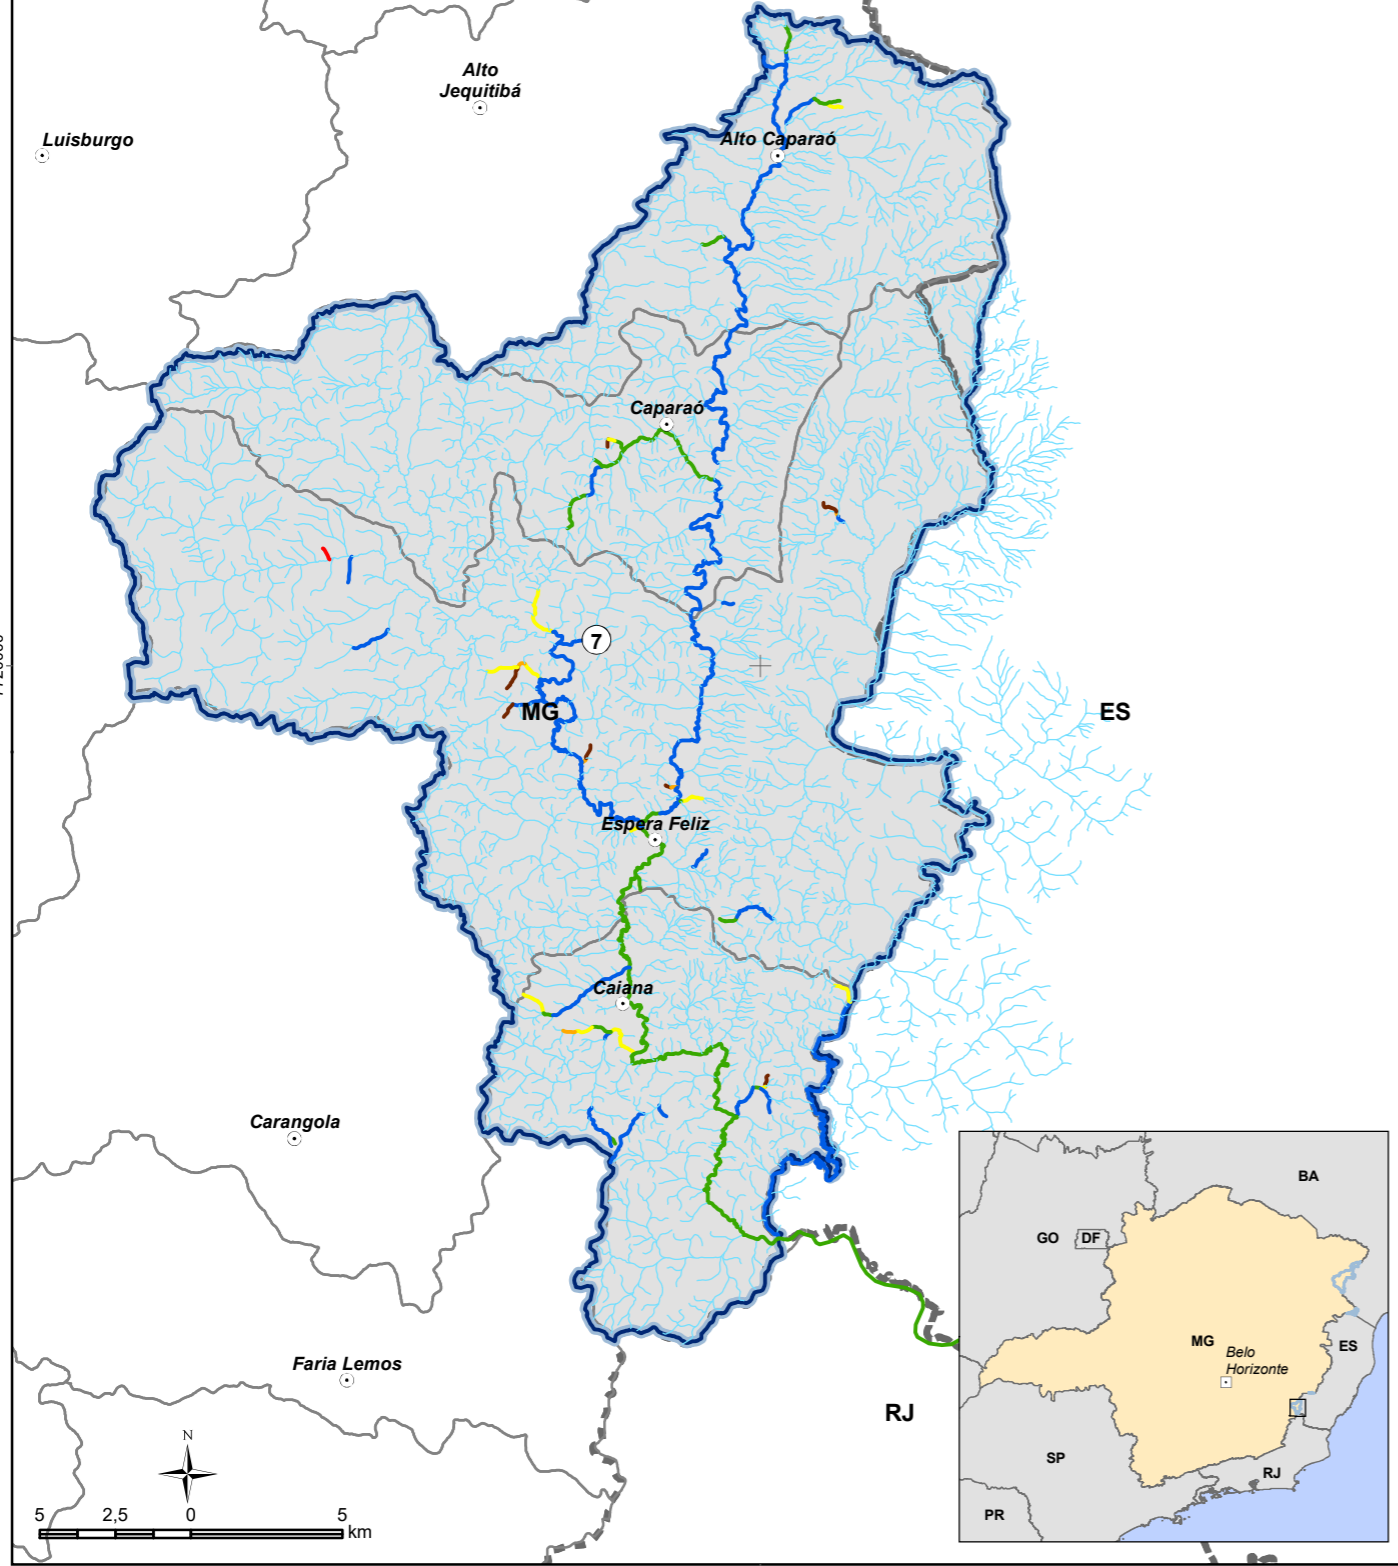 Alto
Jequitibá
Luisburgo
Alto Caparaó
Caparaó
7
MG
ES
Espera Feliz
Caiana
Carangola
Faria Lemos
RJ
N
5 2,5 0 5
km
BA
GO
DF
MG
Belo
Horizonte
ES
SP
RJ
PR